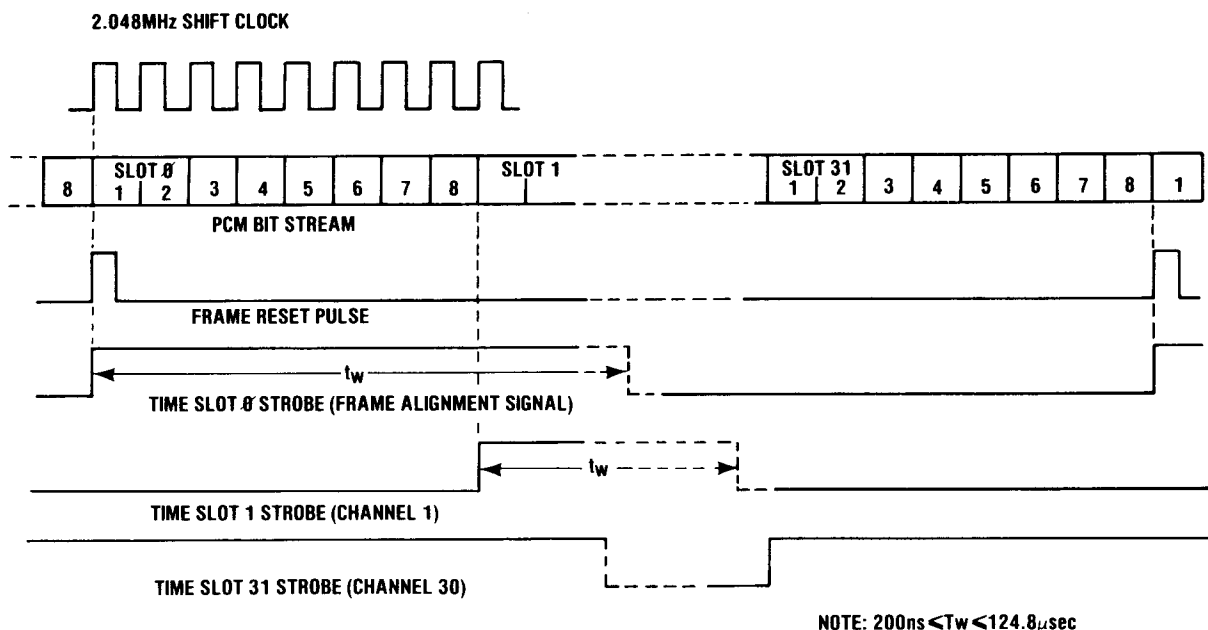 2.048MHz SHIFT CLOCK
SLOT 0 SLOT 1 SLOT 31
8 1 2 3 4 5 6 7 8 1 2 3 4 5 6 7 8 1
PCM BIT STREAM
FRAME RESET PULSE
tw
TIME SLOT 0 STROBE (FRAME ALIGNMENT SIGNAL)
tw
TIME SLOT 1 STROBE (CHANNEL 1)
TIME SLOT 31 STROBE (CHANNEL 30)
NOTE: 200ns ≤ Tw ≤ 124.8µsec